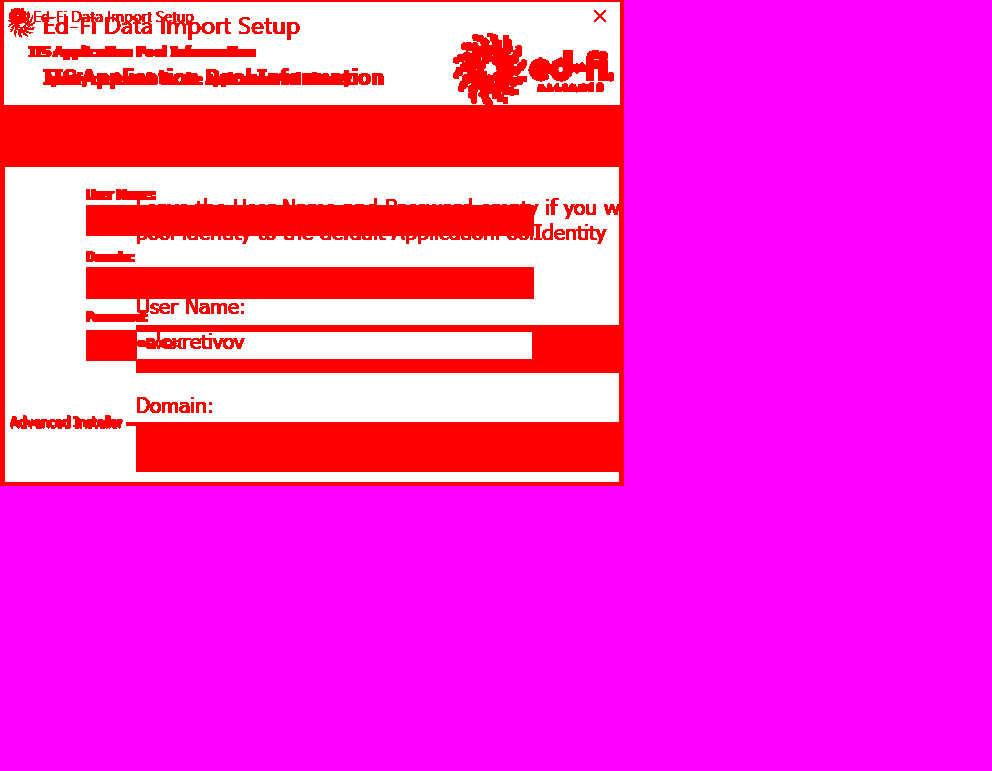 Ed-Fi Data Import Setup
Ed-Fi Data Import Setup
IIS Application Pool Information
IIS Application Pool Information
ed-fi
ALLIANCE
User Name:
Leave the User Name and Password empty if you w
pool identity to the default ApplicationPoolIdentity
Domain:
User Name:
Password:
Domain:
Advanced Installer